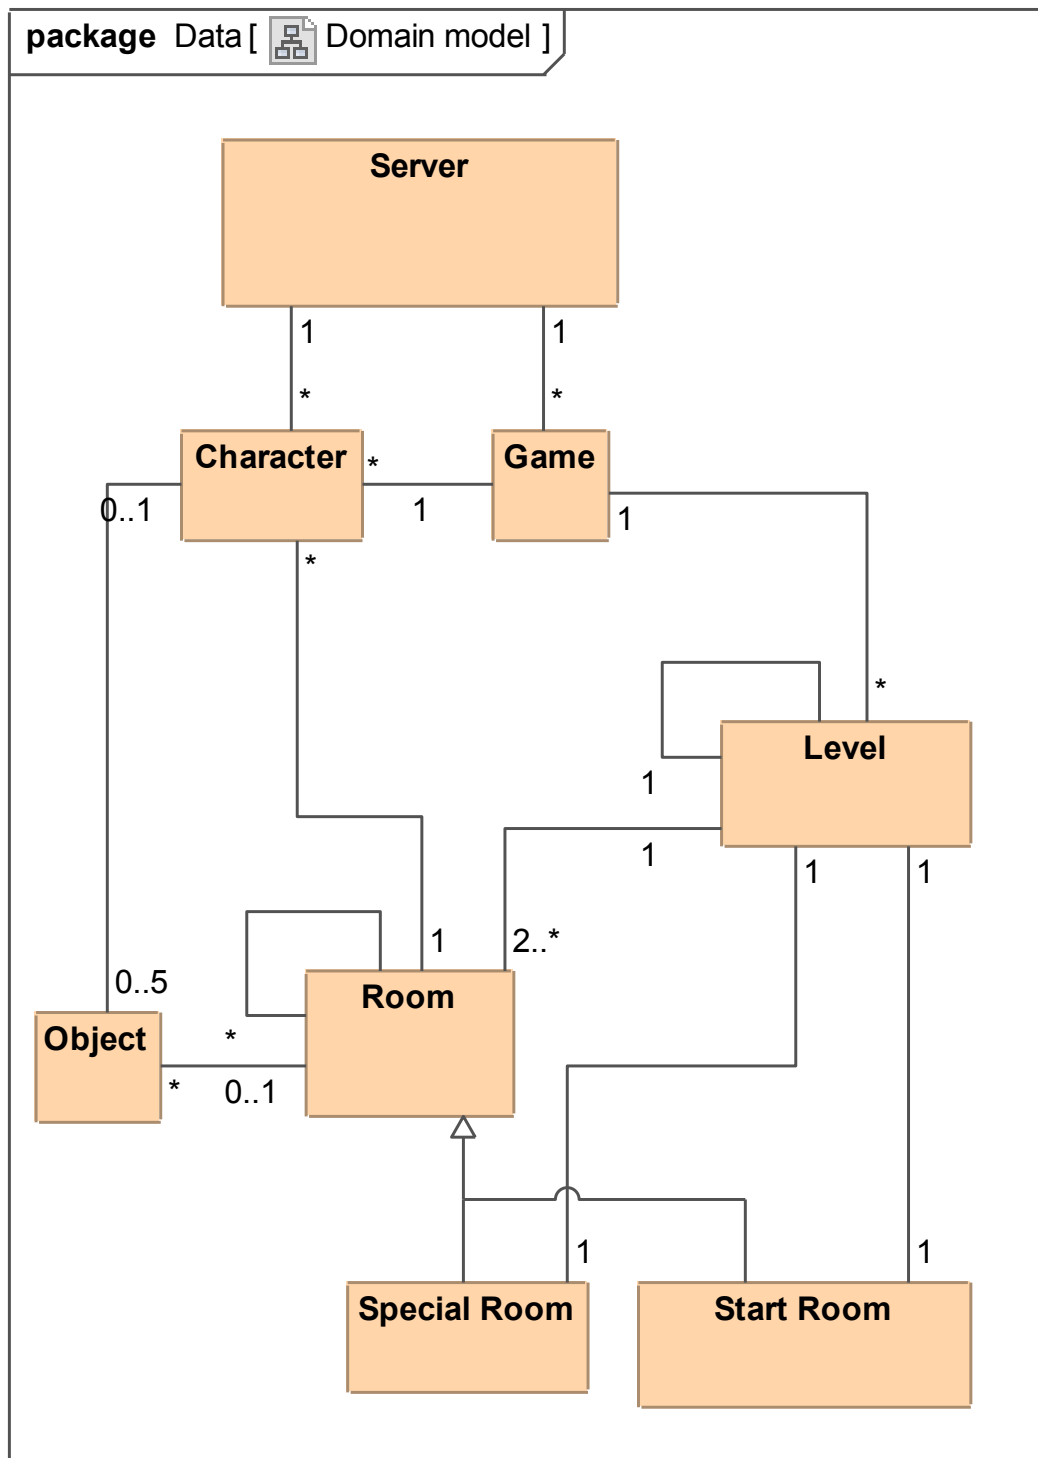 package Data [ Domain model ]
Server
1 1
* *
Character * Game
0..1 1 1
*
*
Level
1
1
1 1
1 2..*
0..5 Room
Object *
* 0..1
1 1
Special Room Start Room